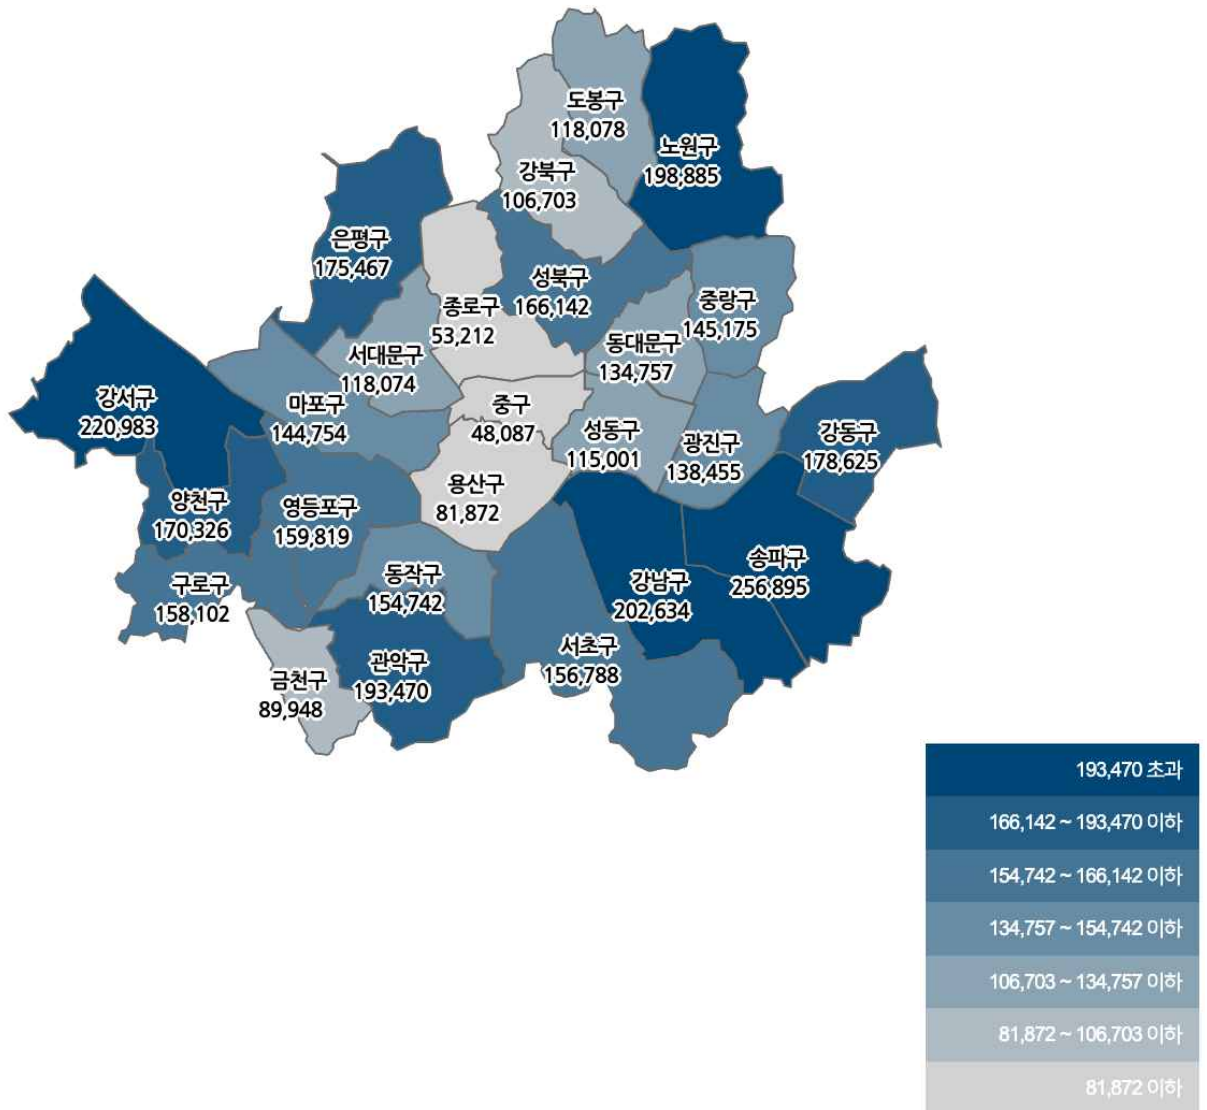 도봉구
118,078
노원구
198,885
강북구
106,703
은평구
175,467
성북구
166,142
종로구
53,212
중랑구
145,175
동대문구
134,757
서대문구
118,074
강서구
220,983
마포구
144,754
중구
48,087
성동구
115,001
광진구
138,455
강동구
178,625
양천구
170,326
영등포구
159,819
용산구
81,872
구로구
158,102
동작구
154,742
강남구
202,634
송파구
256,895
서초구
156,788
관악구
193,470
금천구
89,948
193,470 초과
166,142 ~ 193,470 이하
154,742 ~ 166,142 이하
134,757 ~ 154,742 이하
106,703 ~ 134,757 이하
81,872 ~ 106,703 이하
81,872 이하